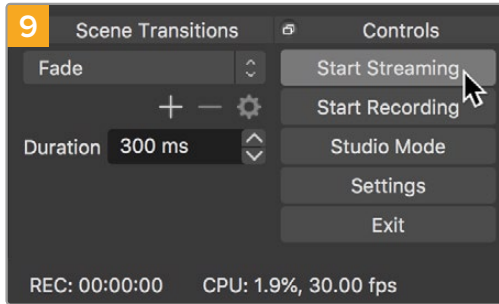 9
Scene Transitions
Controls
Fade
Start Streaming
Start Recording
Duration 300 ms
Studio Mode
Settings
Exit
REC: 00:00:00 CPU: 1.9%, 30.00 fps